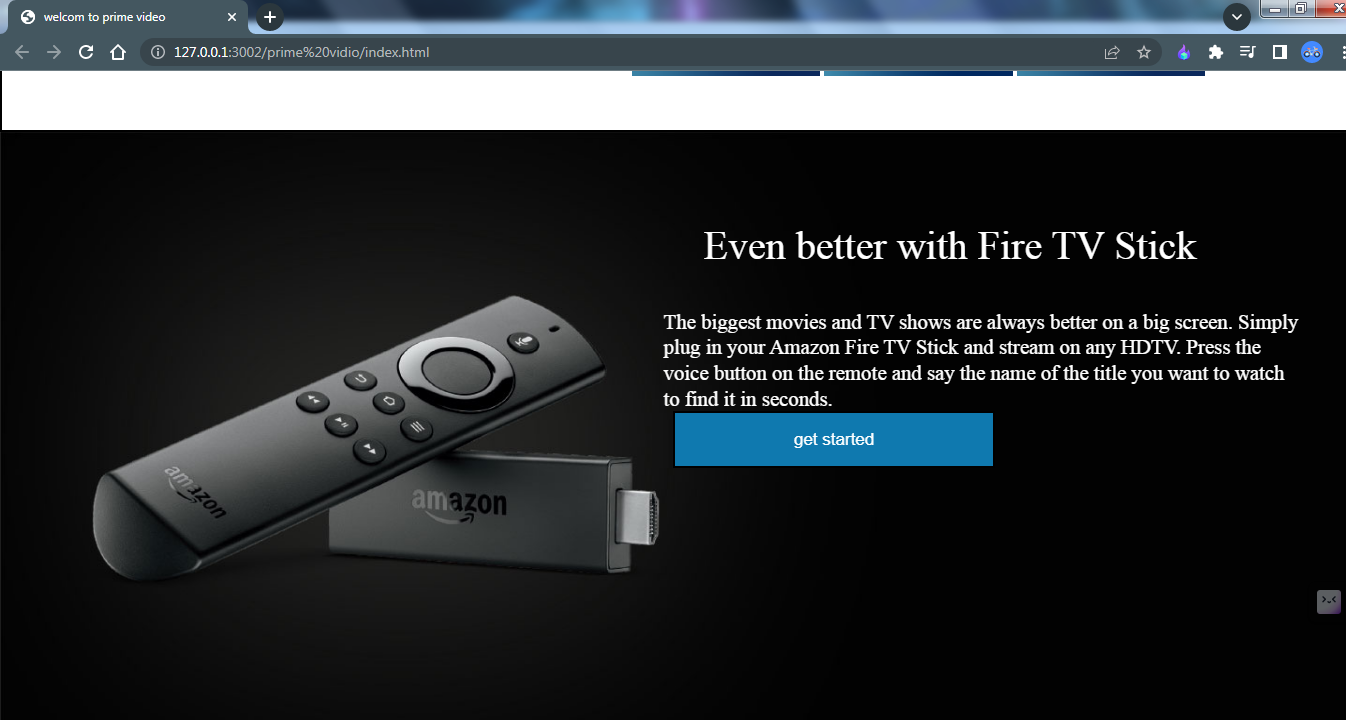 welcom to prime video
127.0.0.1:3002/prime%20vidio/index.html
Even better with Fire TV Stick
The biggest movies and TV shows are always better on a big screen. Simply
plug in your Amazon Fire TV Stick and stream on any HDTV. Press the
voice button on the remote and say the name of the title you want to watch
to find it in seconds.
get started
amazon
amazon